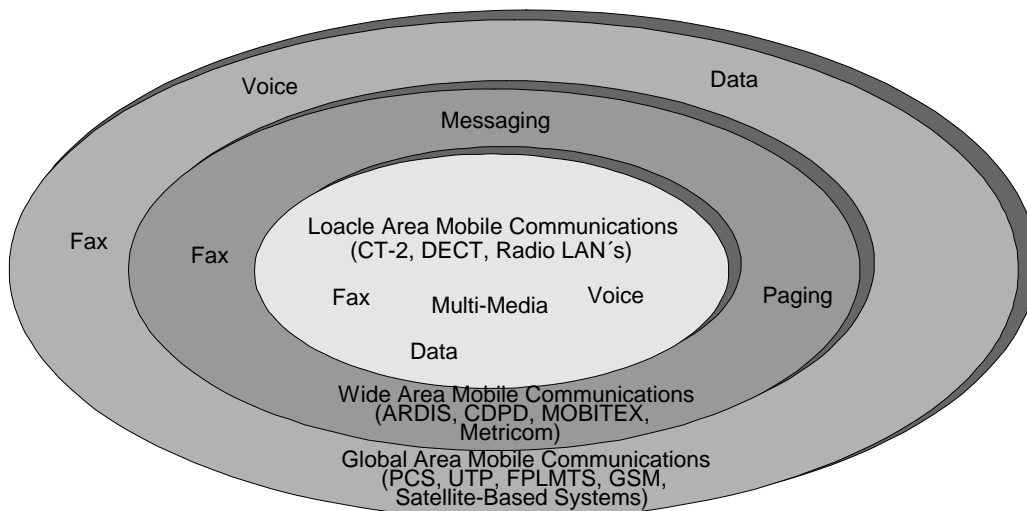 Voice
Data
Messaging
Loacle Area Mobile Communications
(CT-2, DECT, Radio LAN´s)
Fax
Fax
Fax
Multi-Media
Voice
Paging
Data
Wide Area Mobile Communications
(ARDIS, CDPD, MOBITEX,
Metricom)
Global Area Mobile Communications
(PCS, UTP, FPLMTS, GSM,
Satellite-Based Systems)